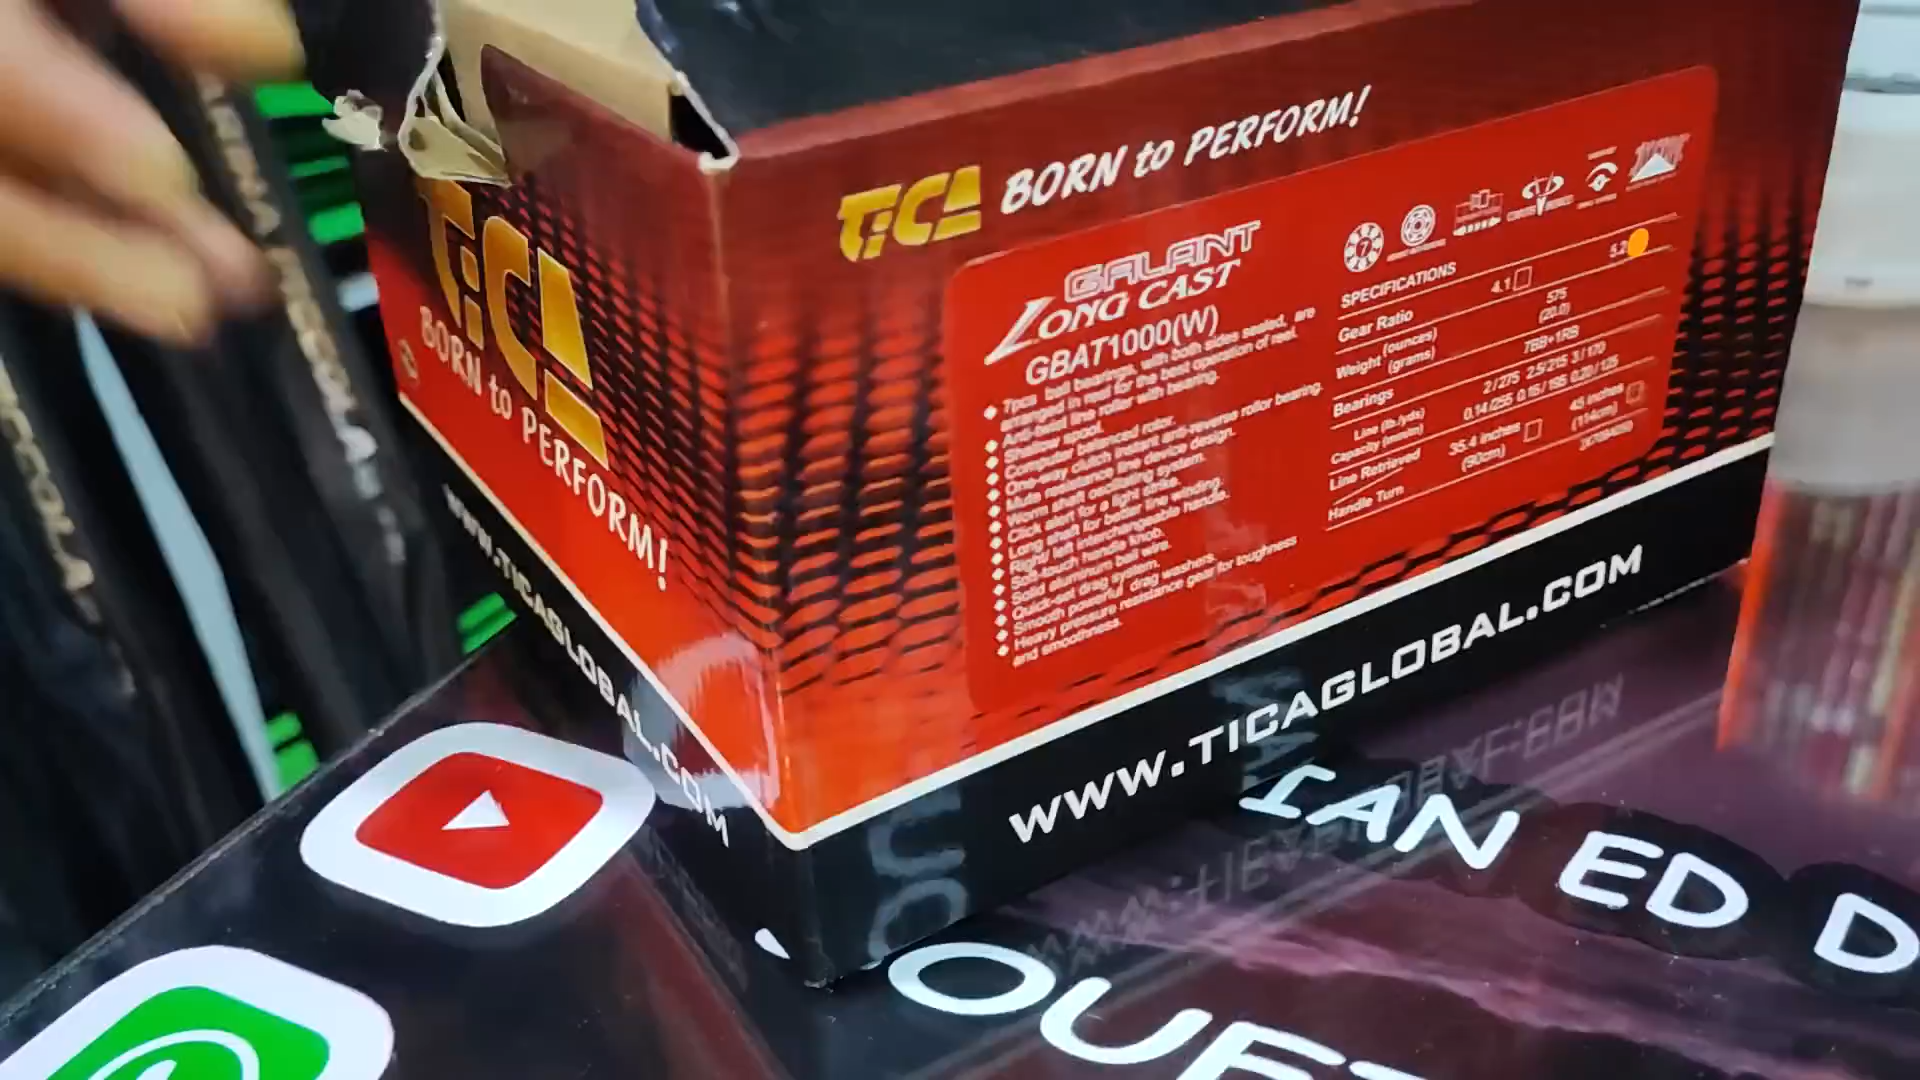 TiCA
BORN to PERFORM!
WWW.TICAGLOBAL.COM
TiCA BORN to PERFORM!
GALANT
LONG CAST
GBAT1000(W)
7pcs ball bearings, with both sides sealed, are
arranged in reel for the best operation of reel.
Anti-twist line roller with bearing.
Shallow spool.
Computer balanced rotor.
One-way clutch instant anti-reverse roller bearing.
Mute resistance line device design.
Worm shaft oscillating system.
Click alert for a light strike.
Long shaft for better line winding.
Right/ left interchangeable handle.
Soft-touch handle knob.
Solid aluminum bail wire.
Quick-set drag system.
Smooth powerful drag washers.
Heavy pressure resistance gear for toughness
and smoothness.
7
SPECIFICATIONS
Gear Ratio 4.1 5.2
Weight (ounces) 575
(grams) (20.0)
Bearings 7BB+1RB
Line (lb/yds) 2/275 2.5/215 3/170
Capacity (mm/m) 0.14/255 0.16/195 0.20/125
Line Retrieved 35.4 inches 45 inches
(90cm) (114cm)
Handle Turn
WWW.TICAGLOBAL.COM
IAN ED D